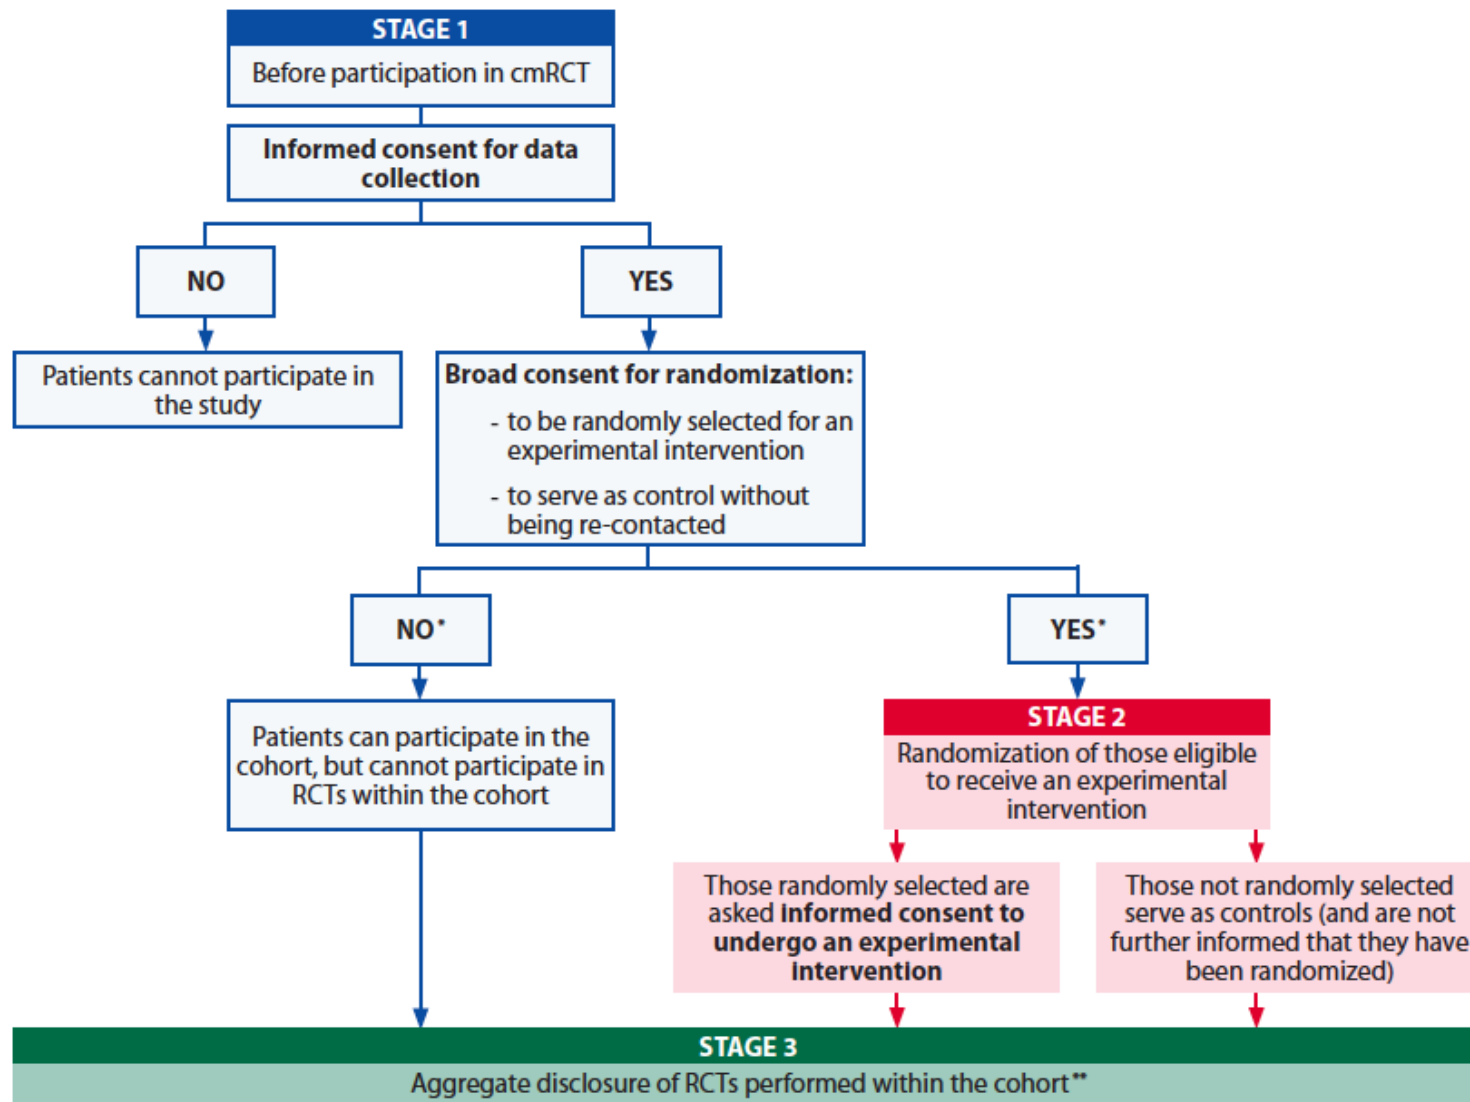 STAGE 1
Before participation in cmRCT
Informed consent for data
collection
NO
YES
Patients cannot participate in
the study
Broad consent for randomization:
- to be randomly selected for an
experimental intervention
- to serve as control without
being re-contacted
NO*
YES*
Patients can participate in the
cohort, but cannot participate in
RCTs within the cohort
STAGE 2
Randomization of those eligible
to receive an experimental
intervention
Those randomly selected are
asked informed consent to
undergo an experimental
intervention
Those not randomly selected
serve as controls (and are not
further informed that they have
been randomized)
STAGE 3
Aggregate disclosure of RCTs performed within the cohort**